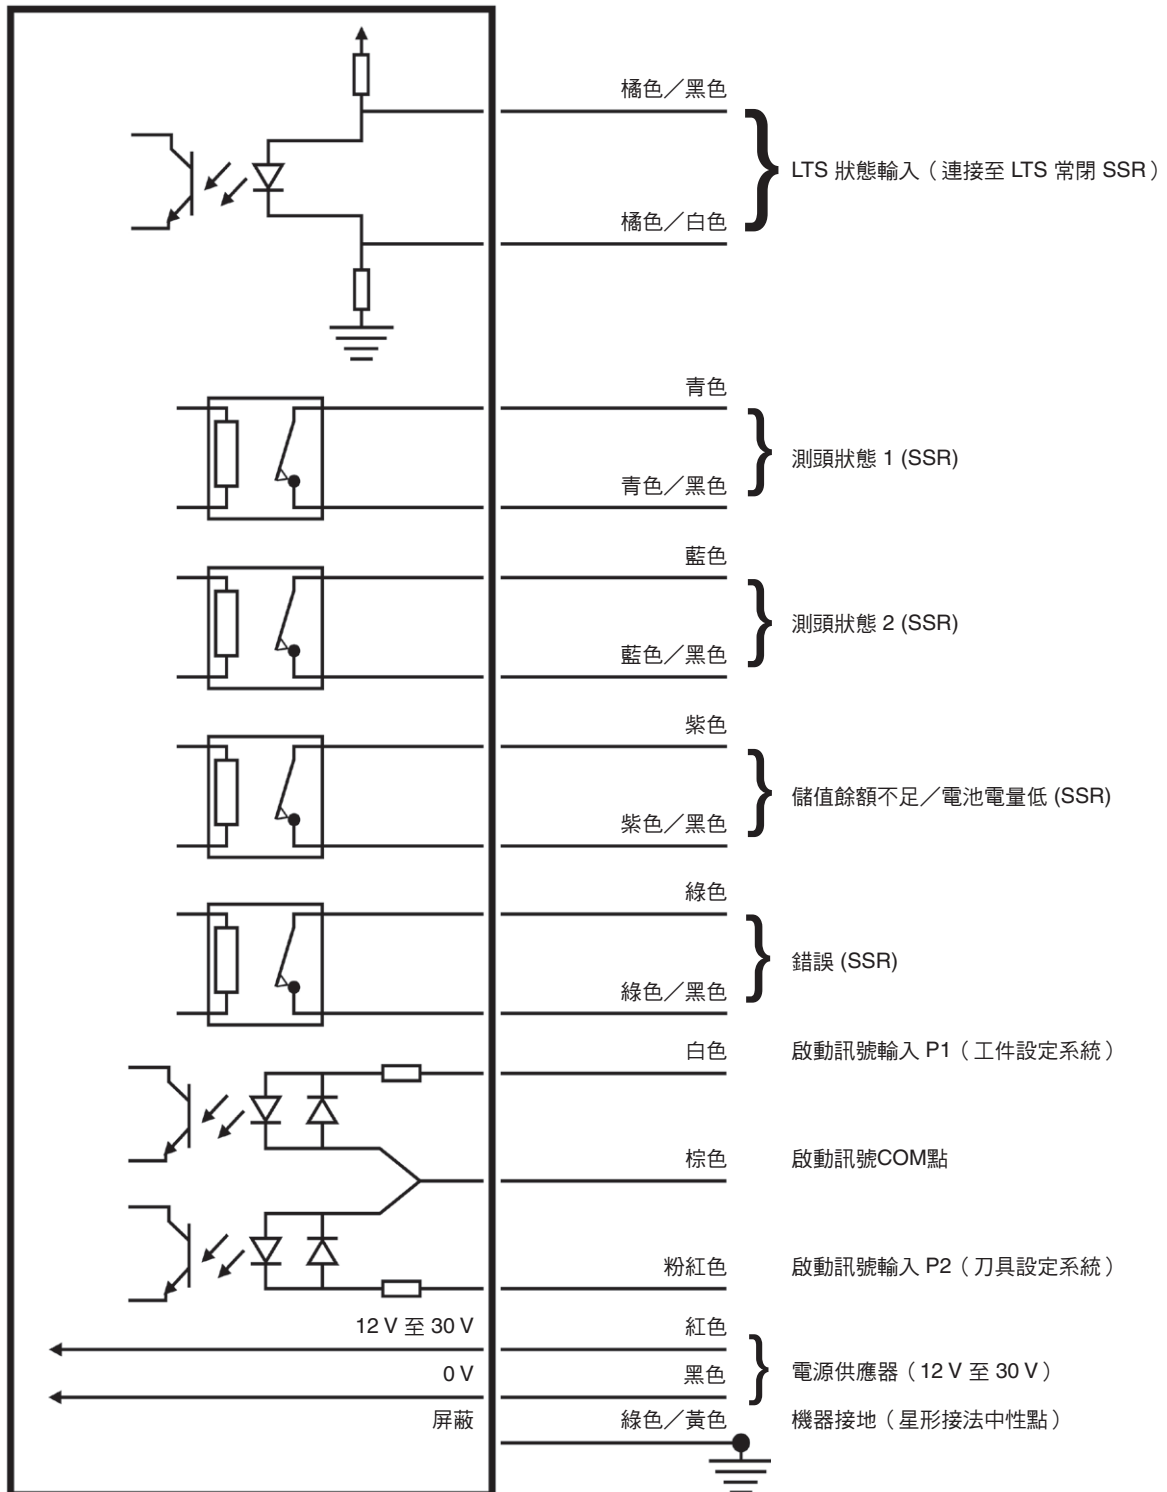 橘色／黑色
LTS 狀態輸入（連接至 LTS 常閉 SSR）
橘色／白色
青色
測頭狀態 1 (SSR)
青色／黑色
藍色
測頭狀態 2 (SSR)
藍色／黑色
紫色
儲值餘額不足／電池電量低 (SSR)
紫色／黑色
綠色
錯誤 (SSR)
綠色／黑色
白色 啟動訊號輸入 P1（工件設定系統）
棕色 啟動訊號COM點
粉紅色 啟動訊號輸入 P2（刀具設定系統）
12 V 至 30 V 紅色
電源供應器（12 V 至 30 V）
0 V 黑色
屏蔽 綠色／黃色 機器接地（星形接法中性點）